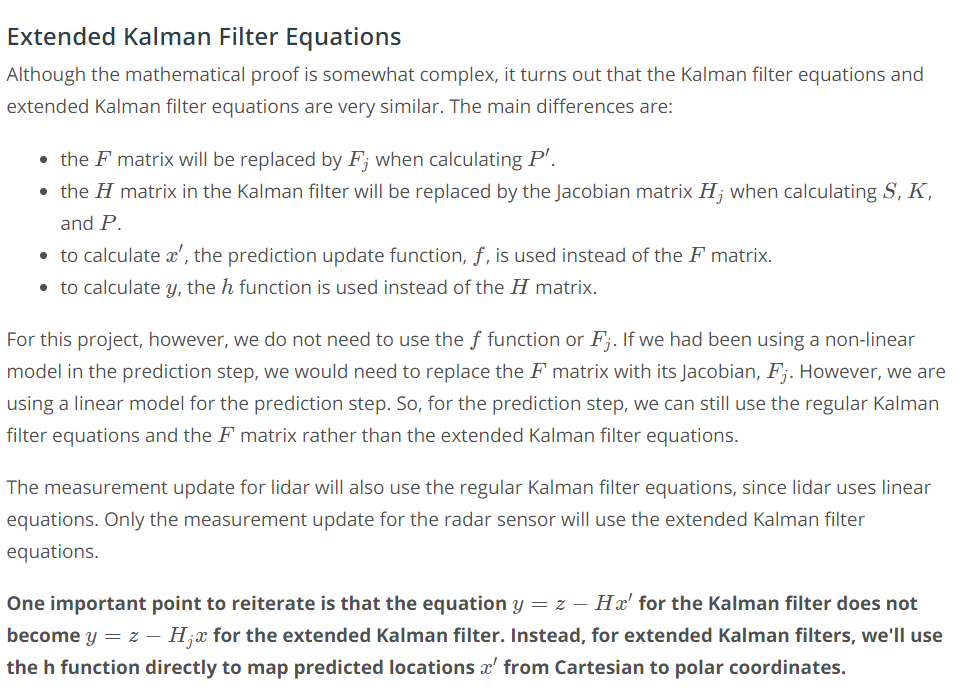 Extended Kalman Filter Equations
Although the mathematical proof is somewhat complex, it turns out that the Kalman filter equations and
extended Kalman filter equations are very similar. The main differences are:
• the F matrix will be replaced by Fⱼ when calculating P′.
• the H matrix in the Kalman filter will be replaced by the Jacobian matrix Hⱼ when calculating S, K,
and P.
• to calculate x′, the prediction update function, f, is used instead of the F matrix.
• to calculate y, the h function is used instead of the H matrix.
For this project, however, we do not need to use the f function or Fⱼ. If we had been using a non-linear
model in the prediction step, we would need to replace the F matrix with its Jacobian, Fⱼ. However, we are
using a linear model for the prediction step. So, for the prediction step, we can still use the regular Kalman
filter equations and the F matrix rather than the extended Kalman filter equations.
The measurement update for lidar will also use the regular Kalman filter equations, since lidar uses linear
equations. Only the measurement update for the radar sensor will use the extended Kalman filter
equations.
One important point to reiterate is that the equation y = z − Hx′ for the Kalman filter does not
become y = z − Hⱼx for the extended Kalman filter. Instead, for extended Kalman filters, we'll use
the h function directly to map predicted locations x′ from Cartesian to polar coordinates.